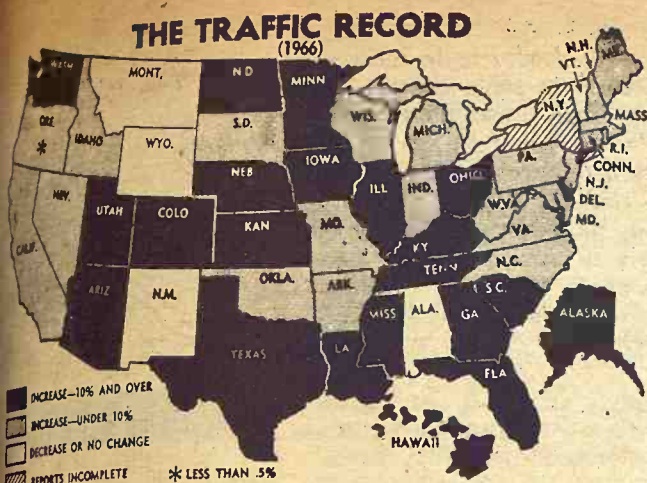 THE TRAFFIC RECORD
(1966)
WASH
MONT.
N D
MINN
N.H.
VT.
ME.
ORE
*
IDAHO
WYO.
S.D.
WIS.
MICH.
N.Y.
MASS
R.I.
CONN.
NEV.
UTAH
COLO
NEB
IOWA
ILL
IND.
OHIO
PA.
N.J.
DEL.
MD.
CALIF.
KAN
MO.
KY
W.VA
VA.
ARIZ
N.M.
OKLA.
ARK.
TENN
N.C.
S.C.
TEXAS
LA
MISS
ALA.
GA
FLA
ALASKA
HAWAII
INCREASE—10% AND OVER
INCREASE—UNDER 10%
DECREASE OR NO CHANGE
REPORTS INCOMPLETE
* LESS THAN .5%